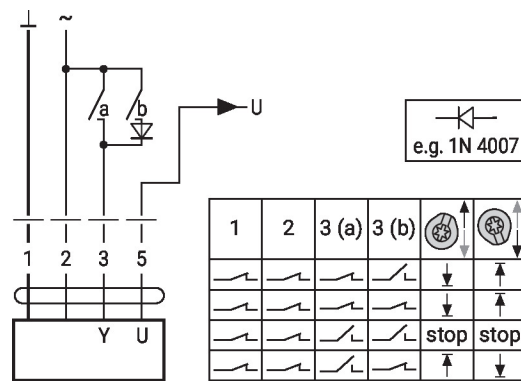 ⊥ ~
a b
U
e.g. 1N 4007
1 2 3 5
Y U
1 2 3 (a) 3 (b)
stop stop